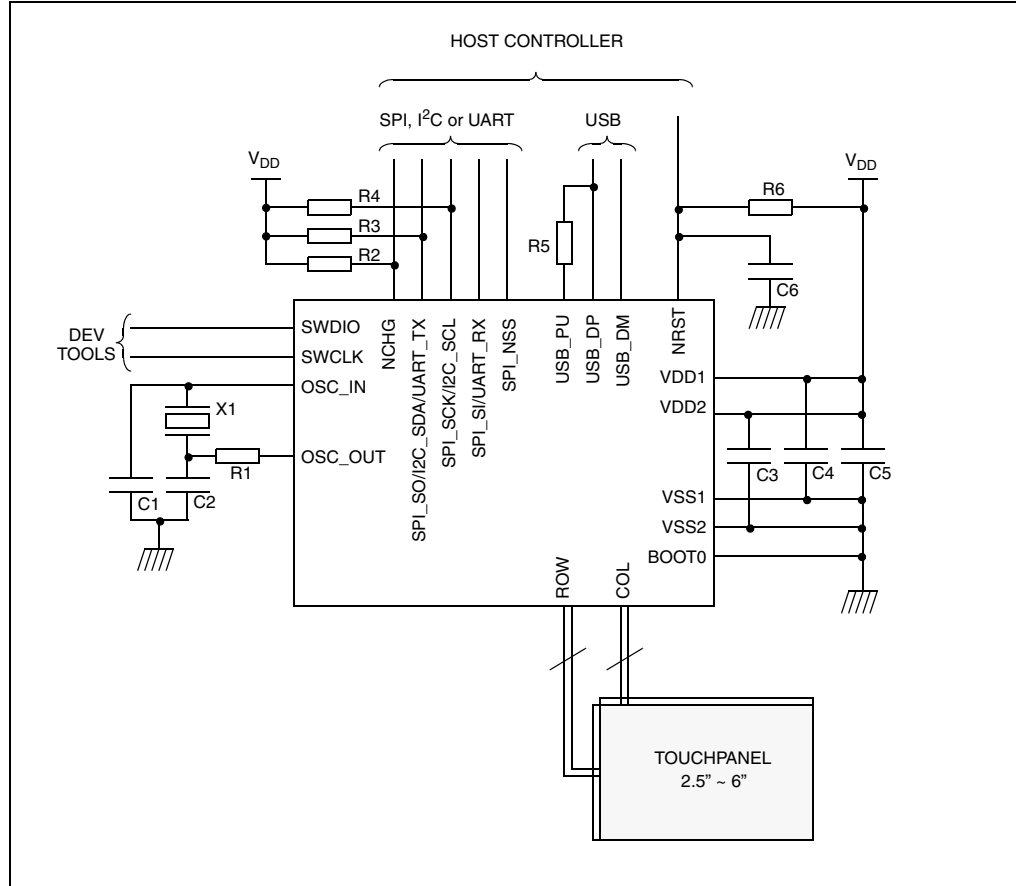 HOST CONTROLLER
SPI, I²C or UART
USB
VDD
VDD
R4
R3
R2
R5
R6
C6
DEV
TOOLS
SWDIO
SWCLK
OSC_IN
OSC_OUT
X1
R1
C1
C2
NCHG
SPI_SO/I2C_SDA/UART_TX
SPI_SCK/I2C_SCL
SPI_SI/UART_RX
SPI_NSS
USB_PU
USB_DP
USB_DM
NRST
VDD1
VDD2
C3
C4
C5
VSS1
VSS2
BOOT0
ROW
COL
TOUCHPANEL
2.5” ~ 6”